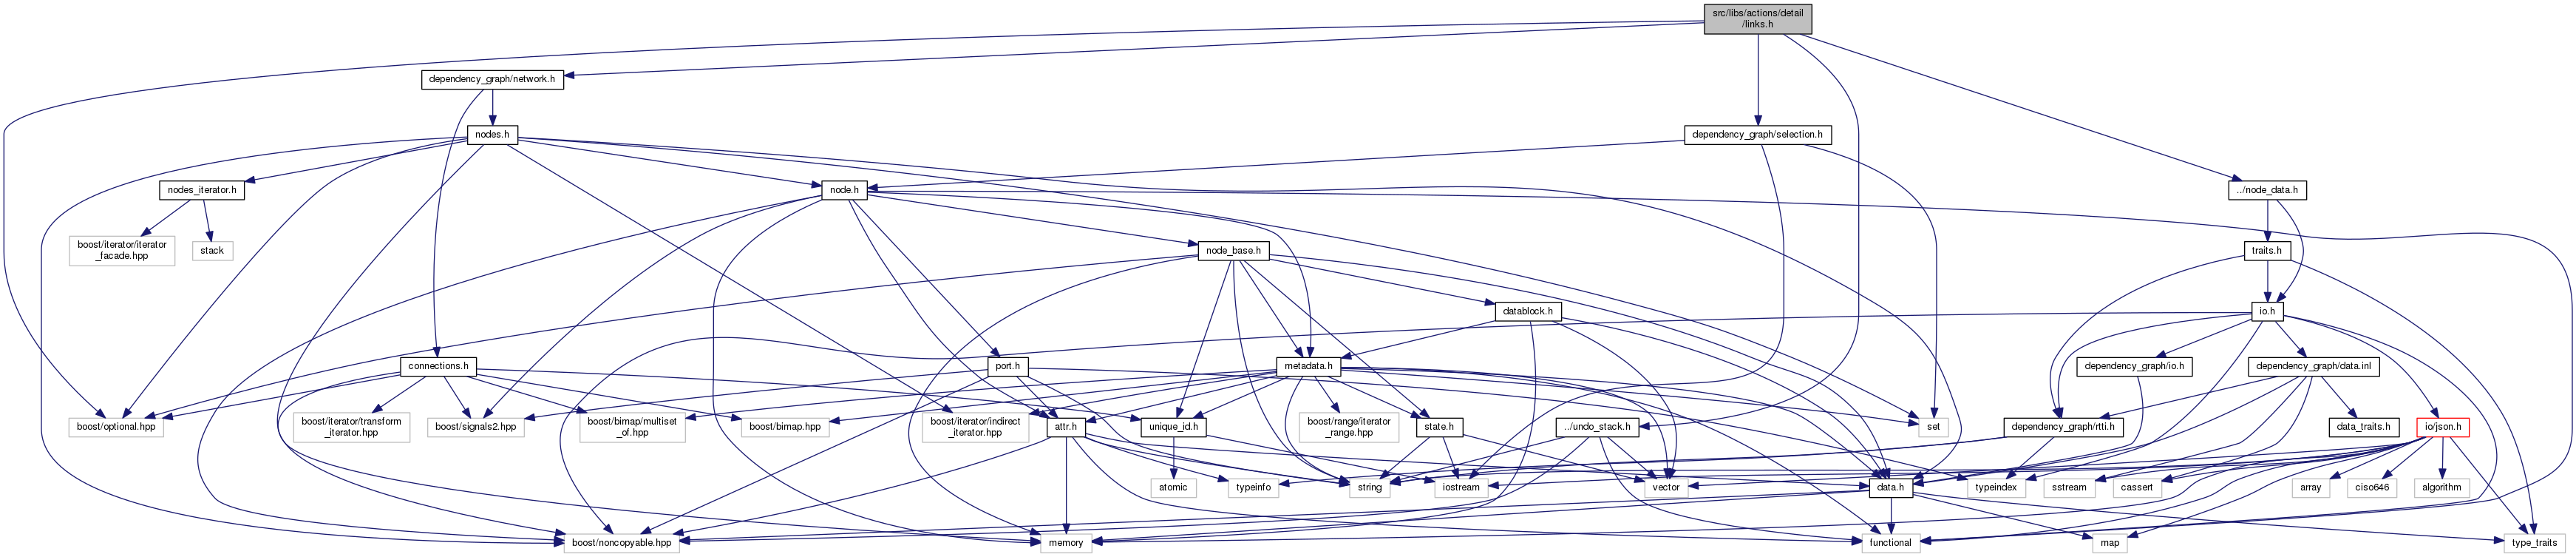 src/libs/actions/detail
/links.h
dependency_graph/network.h
nodes.h
dependency_graph/selection.h
nodes_iterator.h
node.h
../node_data.h
boost/iterator/iterator
_facade.hpp
stack
node_base.h
traits.h
datablock.h
io.h
connections.h
port.h
metadata.h
dependency_graph/io.h
dependency_graph/data.inl
boost/optional.hpp
boost/iterator/transform
_iterator.hpp
boost/signals2.hpp
boost/bimap/multiset
_of.hpp
boost/bimap.hpp
boost/iterator/indirect
_iterator.hpp
attr.h
unique_id.h
boost/range/iterator
_range.hpp
state.h
../undo_stack.h
set
dependency_graph/rtti.h
data_traits.h
io/json.h
atomic
typeinfo
string
iostream
vector
data.h
typeindex
sstream
cassert
array
ciso646
algorithm
boost/noncopyable.hpp
memory
functional
map
type_traits